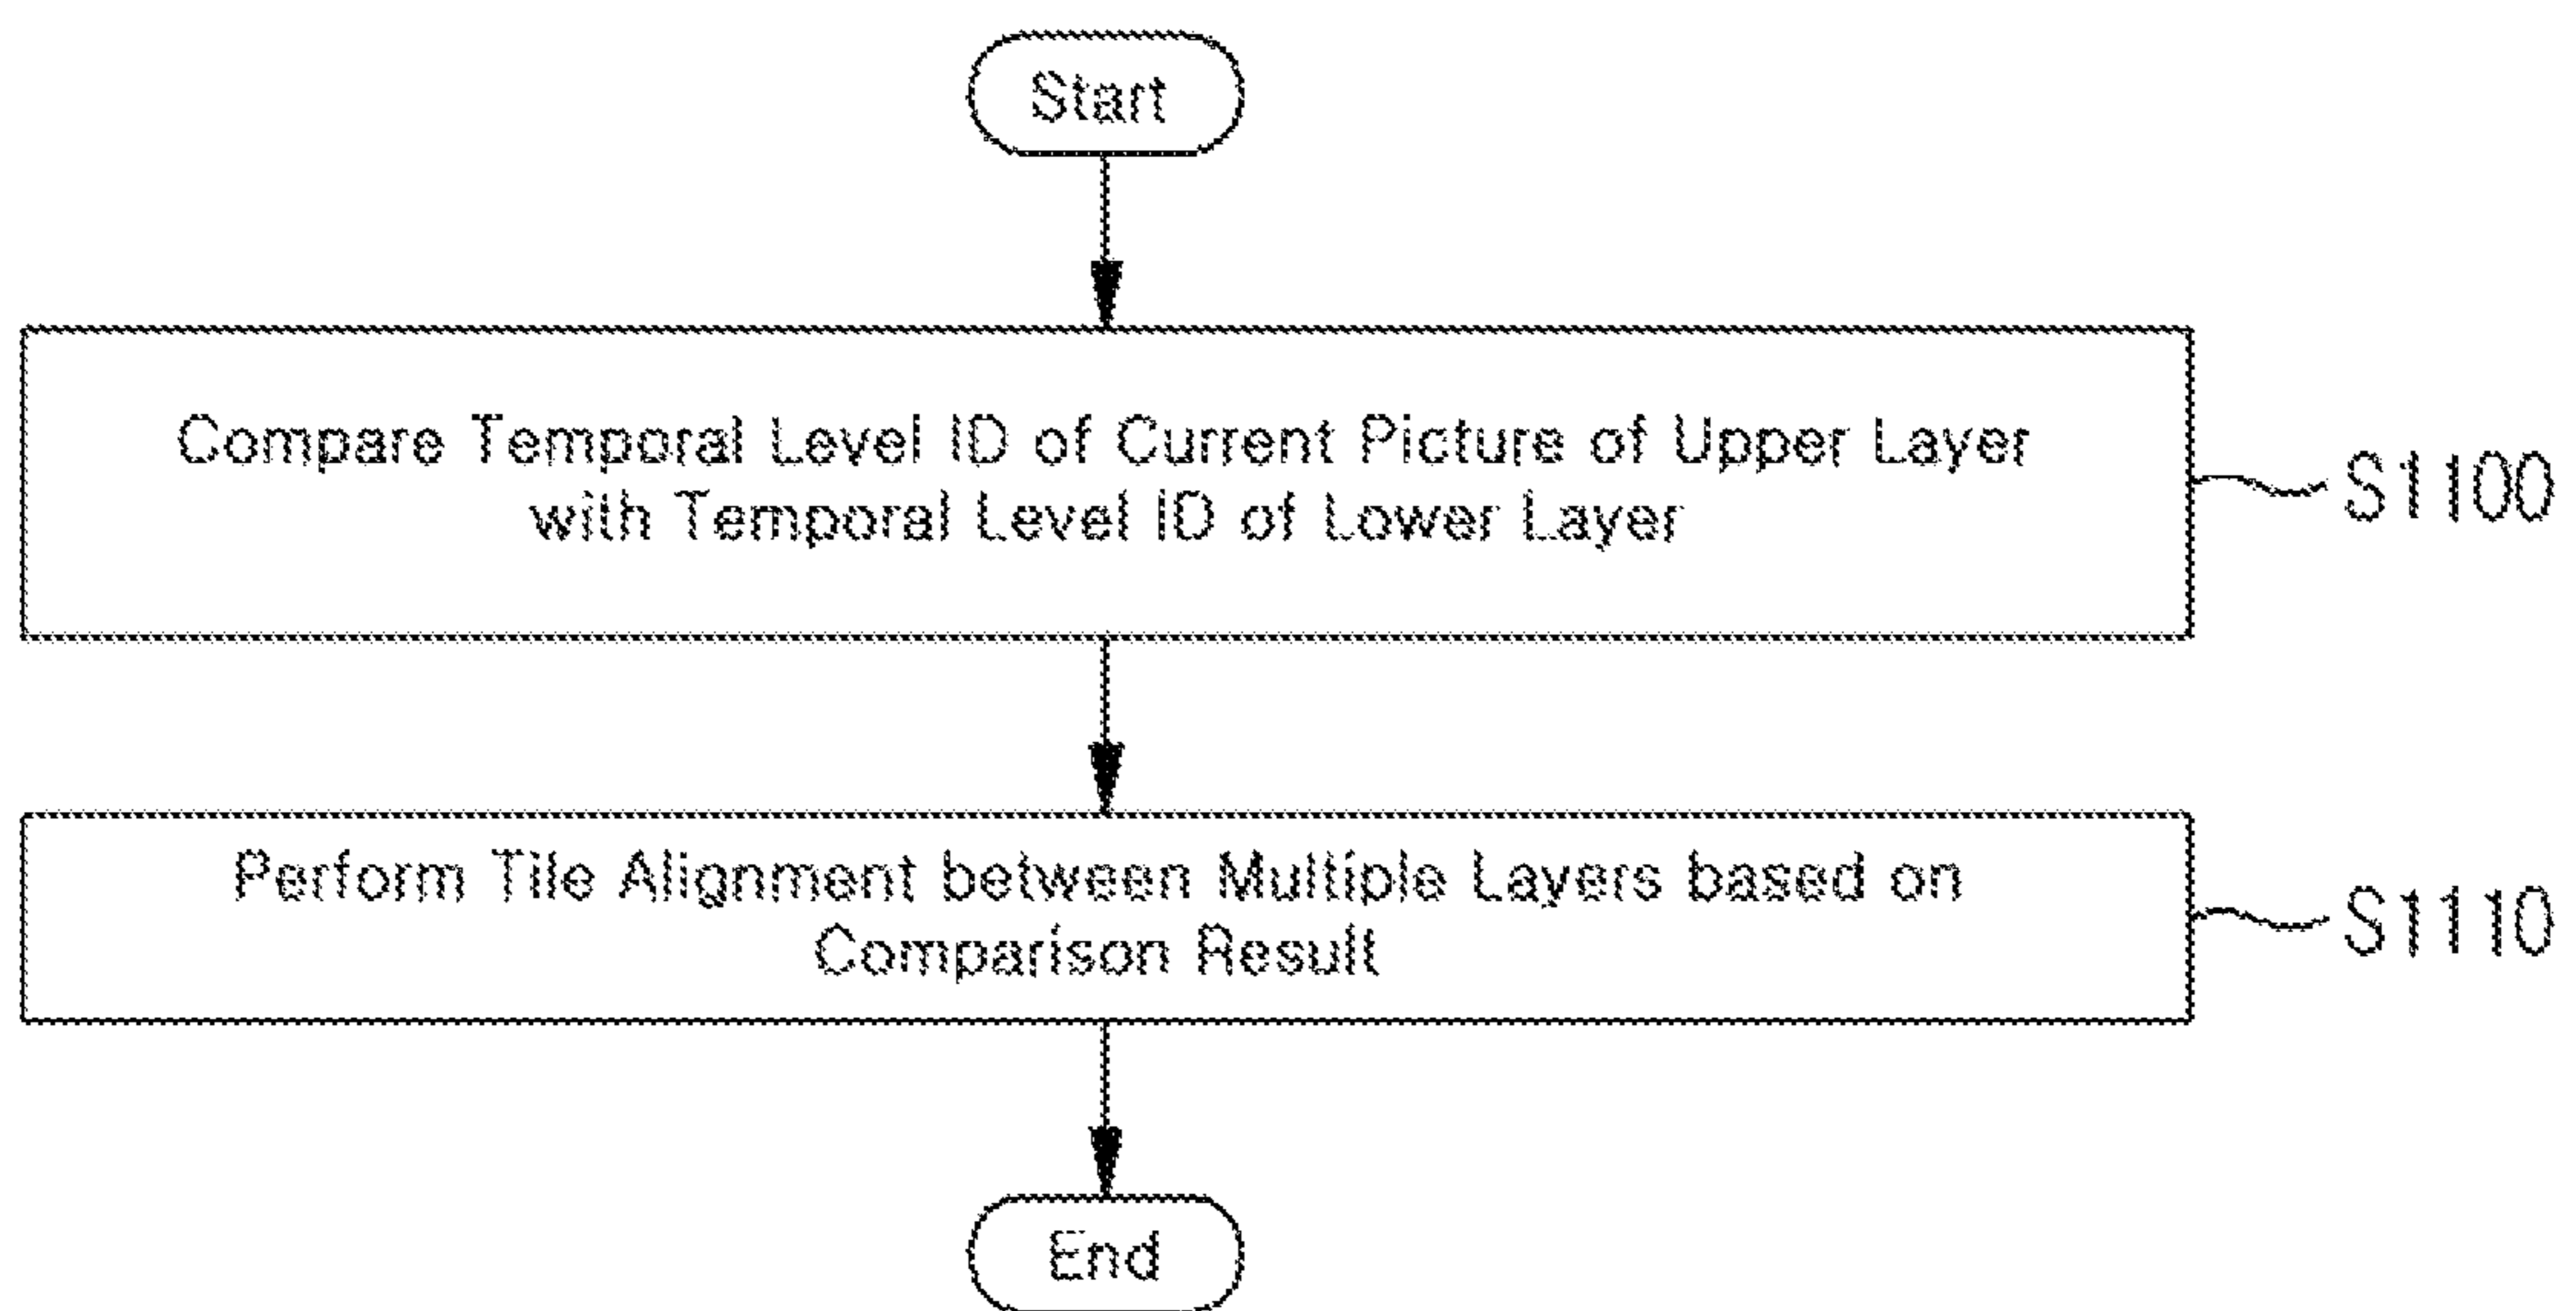 Start
Compare Temporal Level ID of Current Picture of Upper Layer
with Temporal Level ID of Lower Layer
S1100
Perform Tile Alignment between Multiple Layers based on
Comparison Result
S1110
End